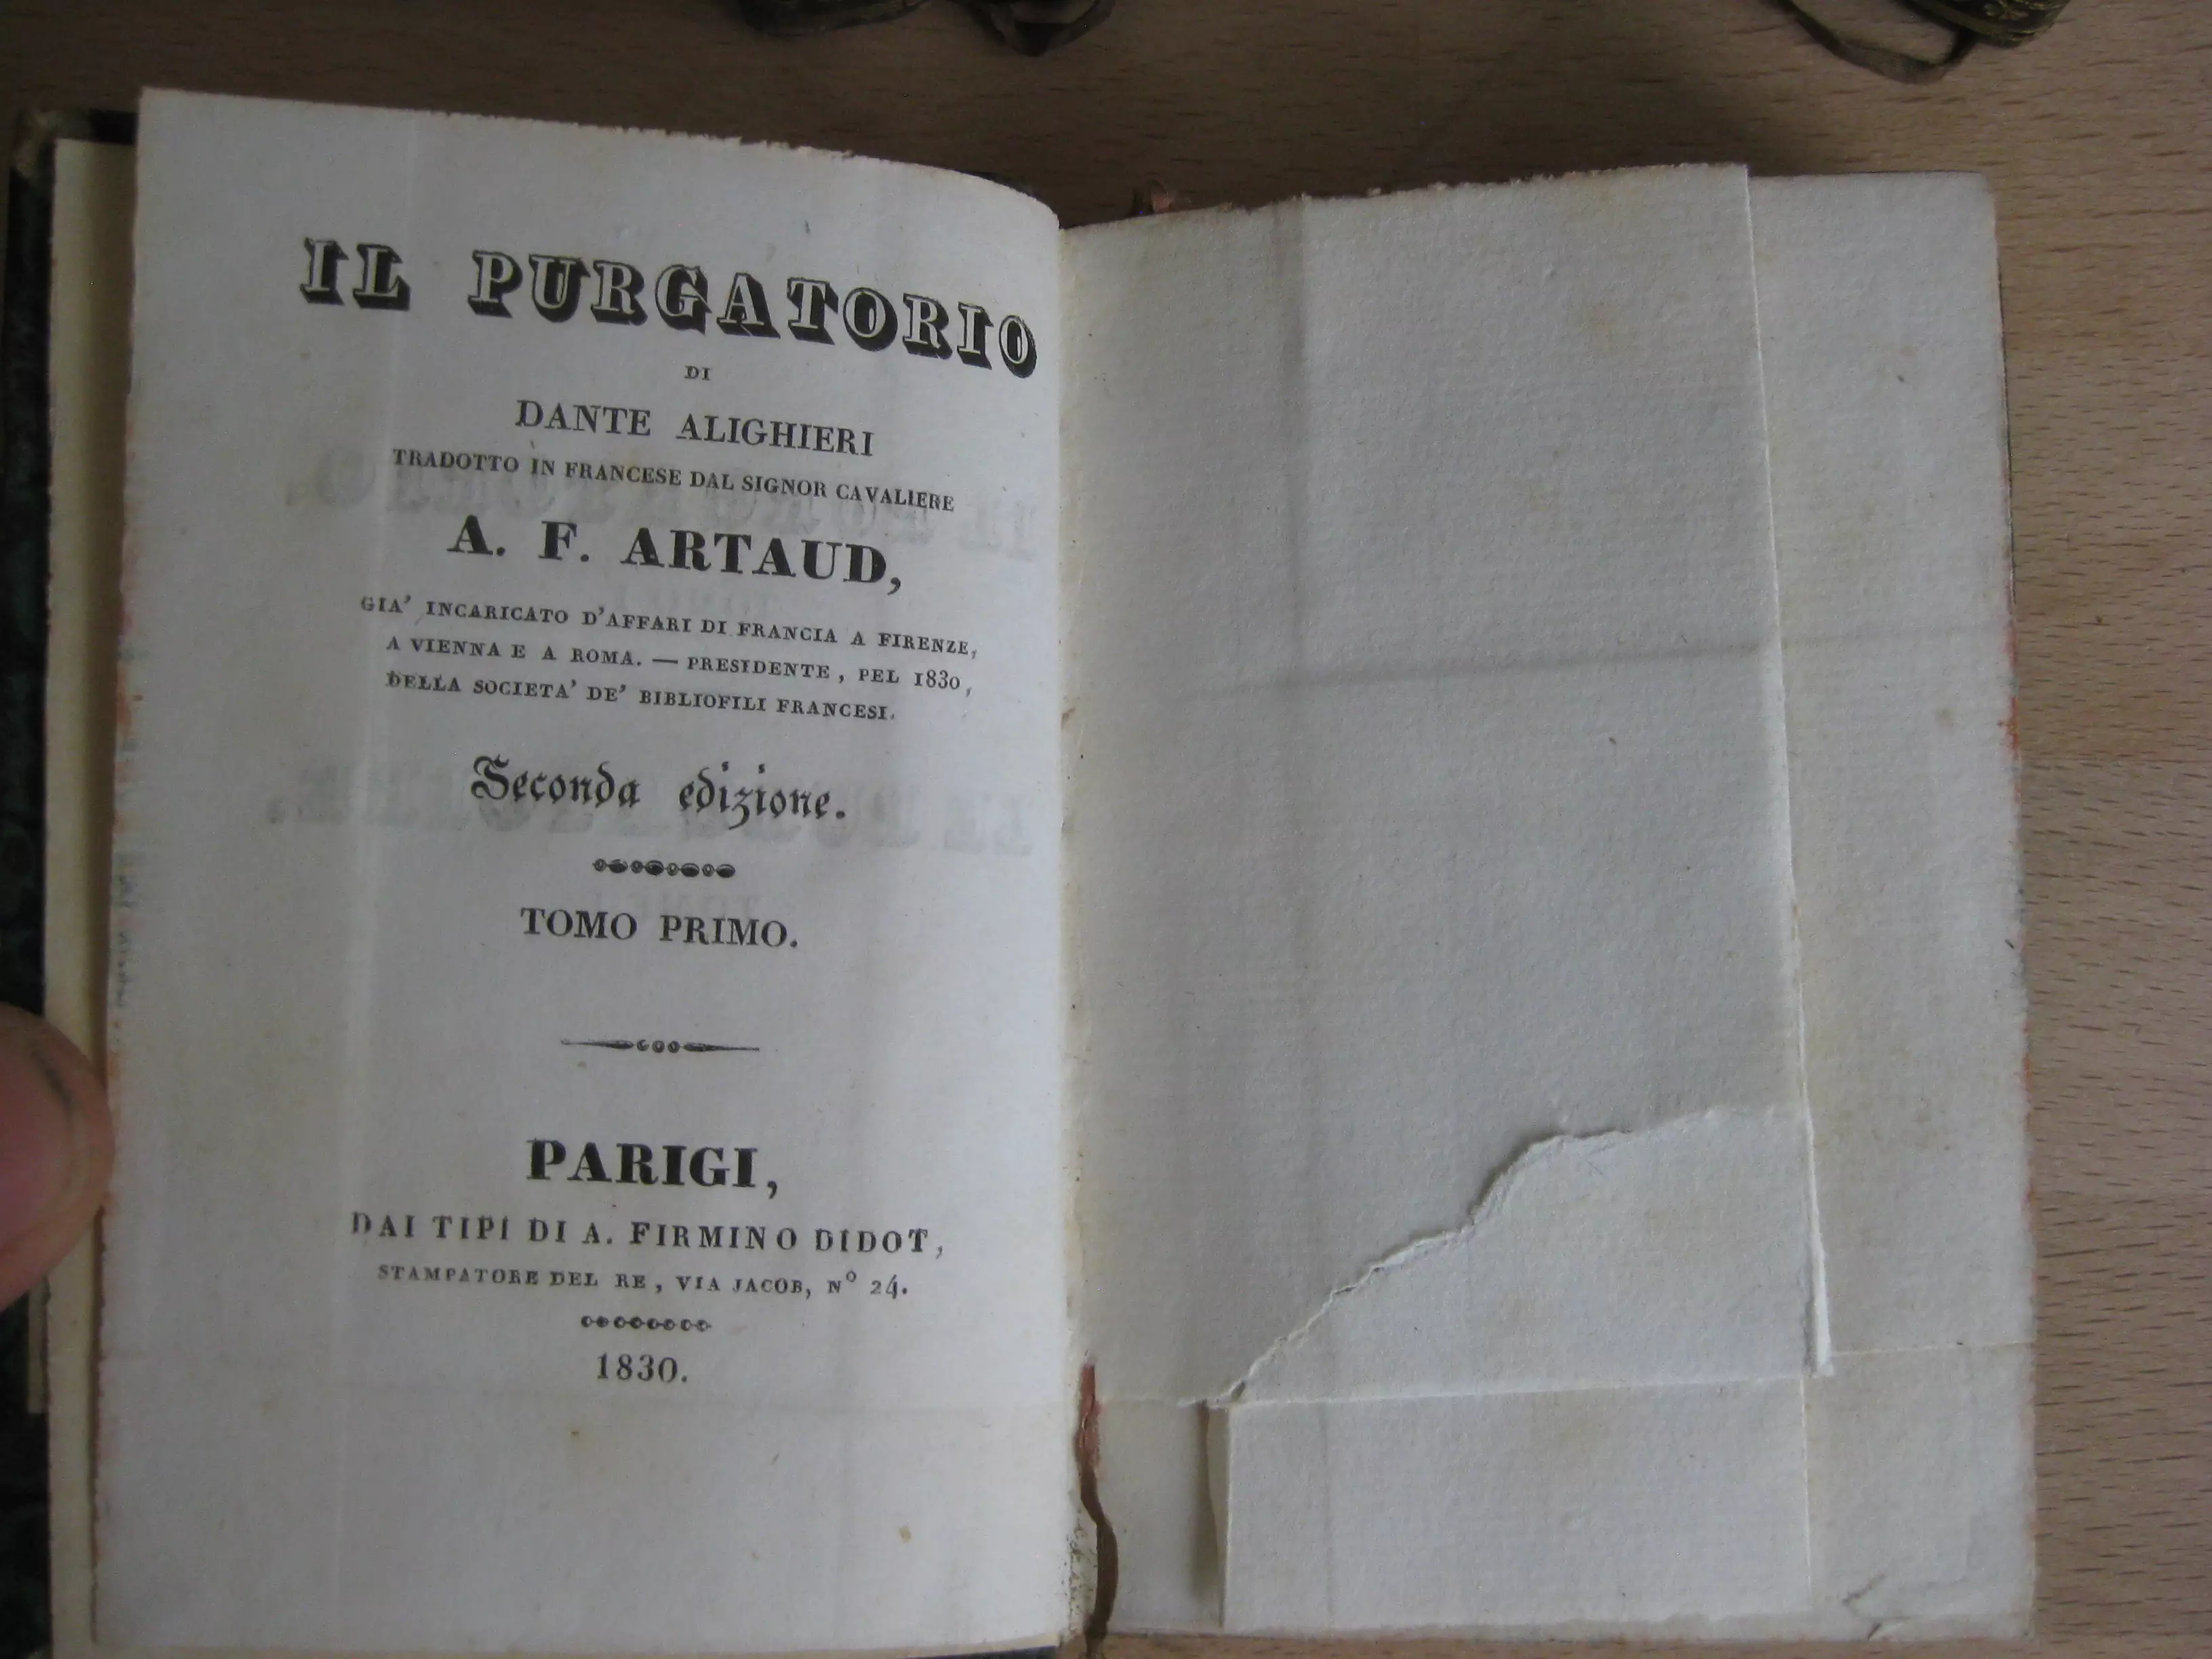 IL PURGATORIO
DI
DANTE ALIGHIERI
TRADOTTO IN FRANCESE DAL SIGNOR CAVALIERE
A. F. ARTAUD,
GIA' INCARICATO D'AFFARI DI FRANCIA A FIRENZE,
A VIENNA E A ROMA. — PRESIDENTE, PEL 1830,
DELLA SOCIETA' DE' BIBLIOFILI FRANCESI.
Seconda edizione.
TOMO PRIMO.
PARIGI,
DAI TIPI DI A. FIRMINO DIDOT,
STAMPATORE DEL RE, VIA JACOB, Nº 24.
1830.